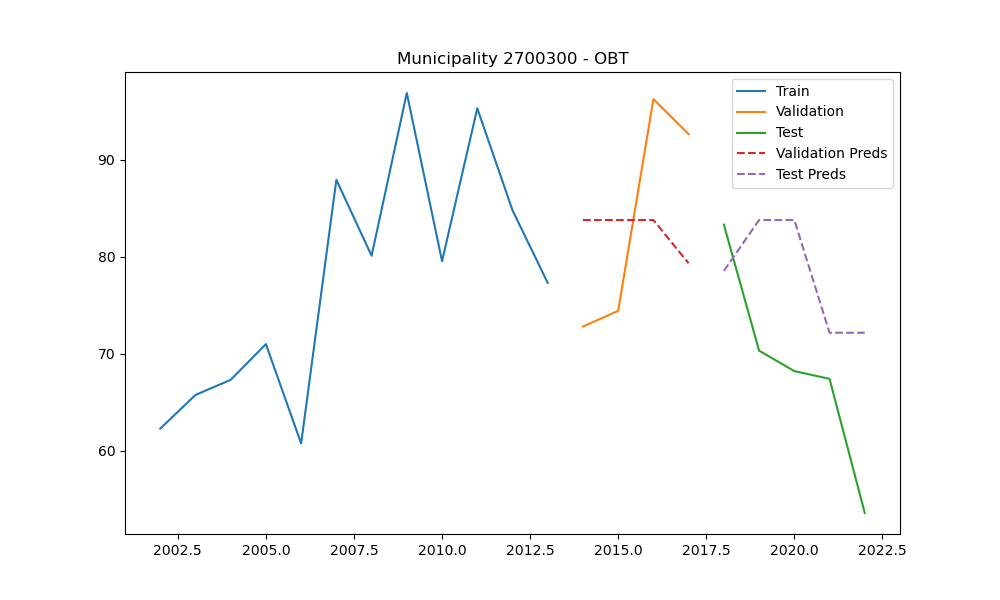 Municipality 2700300 - OBT
Train
Validation
Test
Validation Preds
Test Preds
90
80
70
60
2002.5 2005.0 2007.5 2010.0 2012.5 2015.0 2017.5 2020.0 2022.5